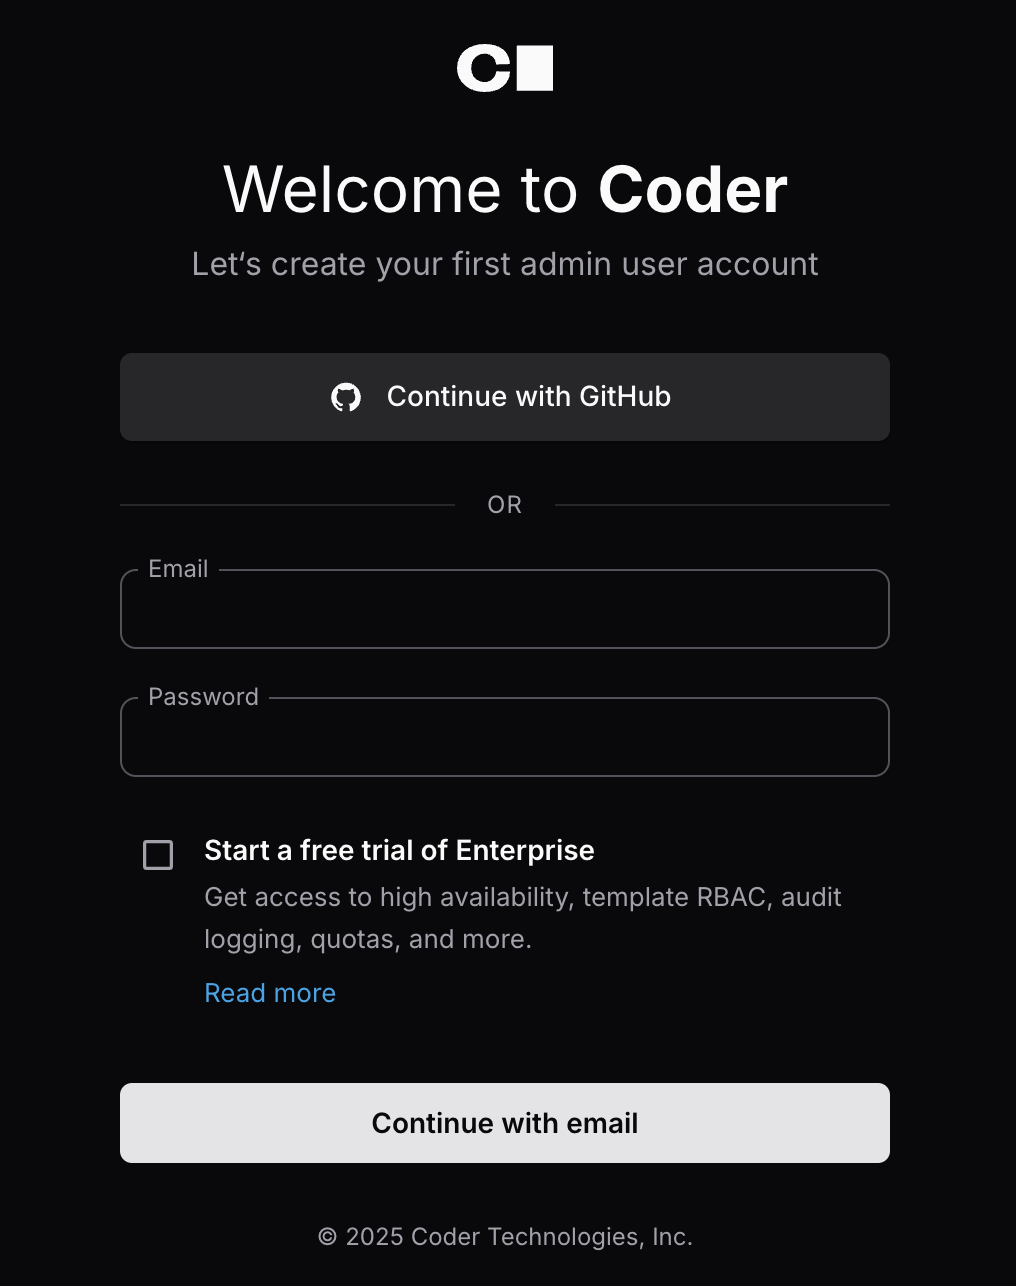 Welcome to Coder
Let‘s create your first admin user account
Continue with GitHub
OR
Email
Password
Start a free trial of Enterprise
Get access to high availability, template RBAC, audit
logging, quotas, and more.
Read more
Continue with email
© 2025 Coder Technologies, Inc.